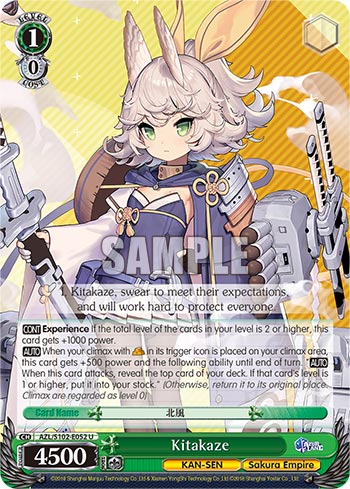 LEVEL
1
0
COST
SAMPLE
I, Kitakaze, swear to meet their expectations,
and will work hard to protect everyone.
CONT Experience If the total level of the cards in your level is 2 or higher, this
card gets +1000 power.
AUTO When your climax with in its trigger icon is placed on your climax area,
this card gets +500 power and the following ability until end of turn. "AUTO
When this card attacks, reveal the top card of your deck. If that card's level
is 1 or higher, put it into your stock." (Otherwise, return it to its original place.
Climax are regarded as level 0)
Card Name 北風
CH AZL/S102-E052 U
Kitakaze
POWER 4500
KAN-SEN Sakura Empire